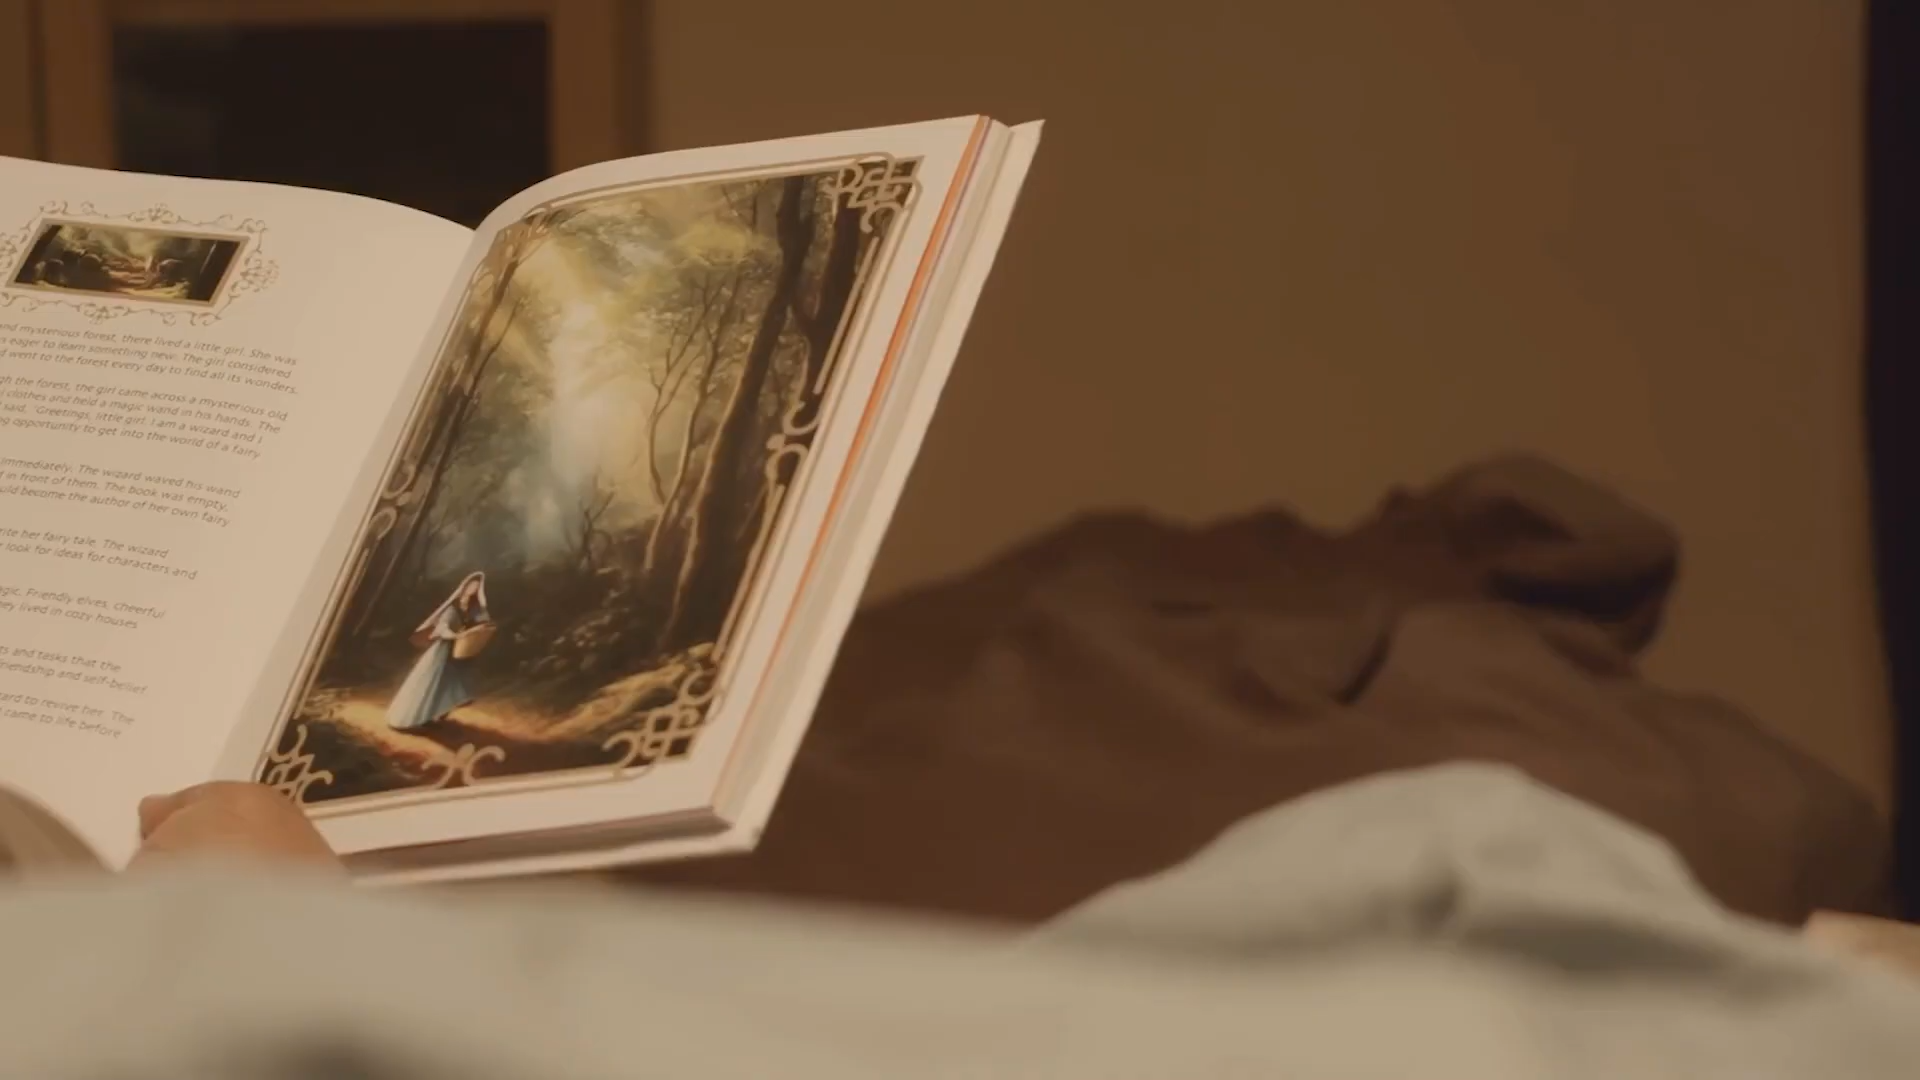 and mysterious forest, there lived a little girl. She was
s eager to learn something new. The girl considered
d went to the forest every day to find all its wonders.
gh the forest, the girl came across a mysterious old
l clothes and held a magic wand in his hands. The
said, "Greetings, little girl. I am a wizard and I
ng opportunity to get into the world of a fairy
immediately. The wizard waved his wand
d in front of them. The book was empty,
uld become the author of her own fairy
rite her fairy tale. The wizard
r look for ideas for characters and
agic. Friendly elves, cheerful
hey lived in cozy houses
ts and tasks that the
friendship and self-belief
zard to revive her. The
l came to life before